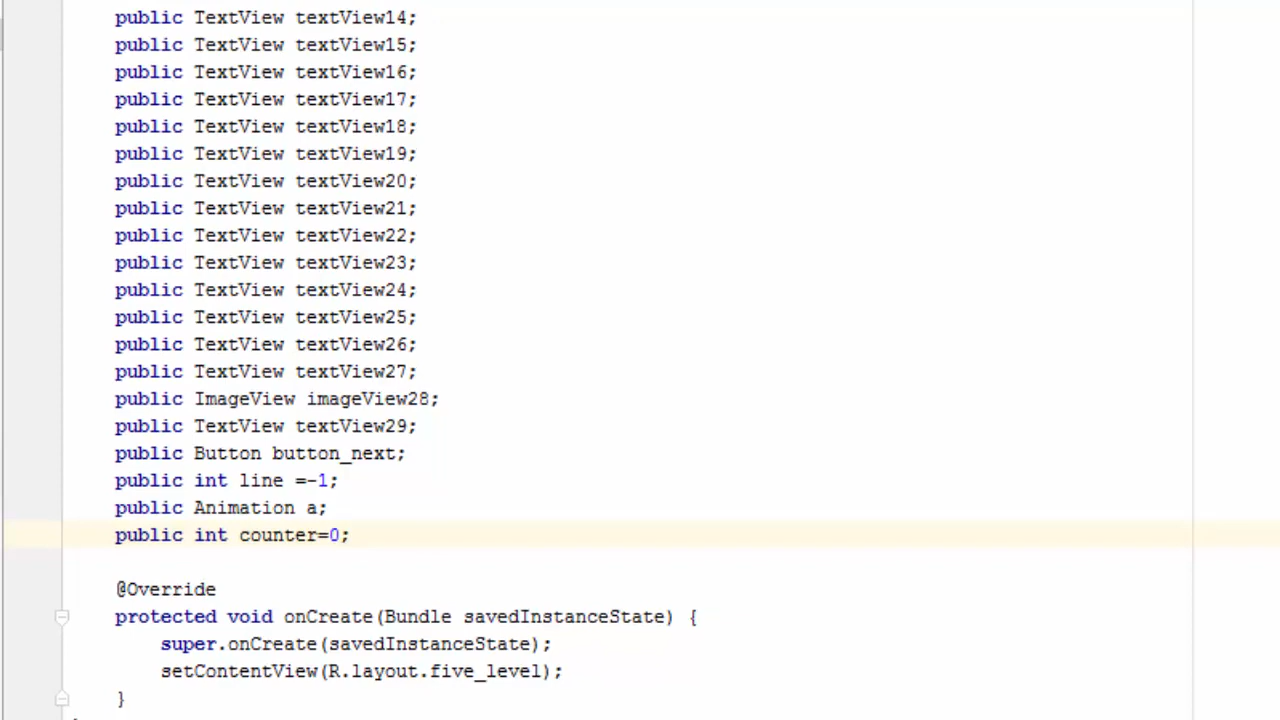 public TextView textView14;
public TextView textView15;
public TextView textView16;
public TextView textView17;
public TextView textView18;
public TextView textView19;
public TextView textView20;
public TextView textView21;
public TextView textView22;
public TextView textView23;
public TextView textView24;
public TextView textView25;
public TextView textView26;
public TextView textView27;
public ImageView imageView28;
public TextView textView29;
public Button button_next;
public int line =-1;
public Animation a;
public int counter=0;
@Override
protected void onCreate(Bundle savedInstanceState) {
super.onCreate(savedInstanceState);
setContentView(R.layout.five_level);
}